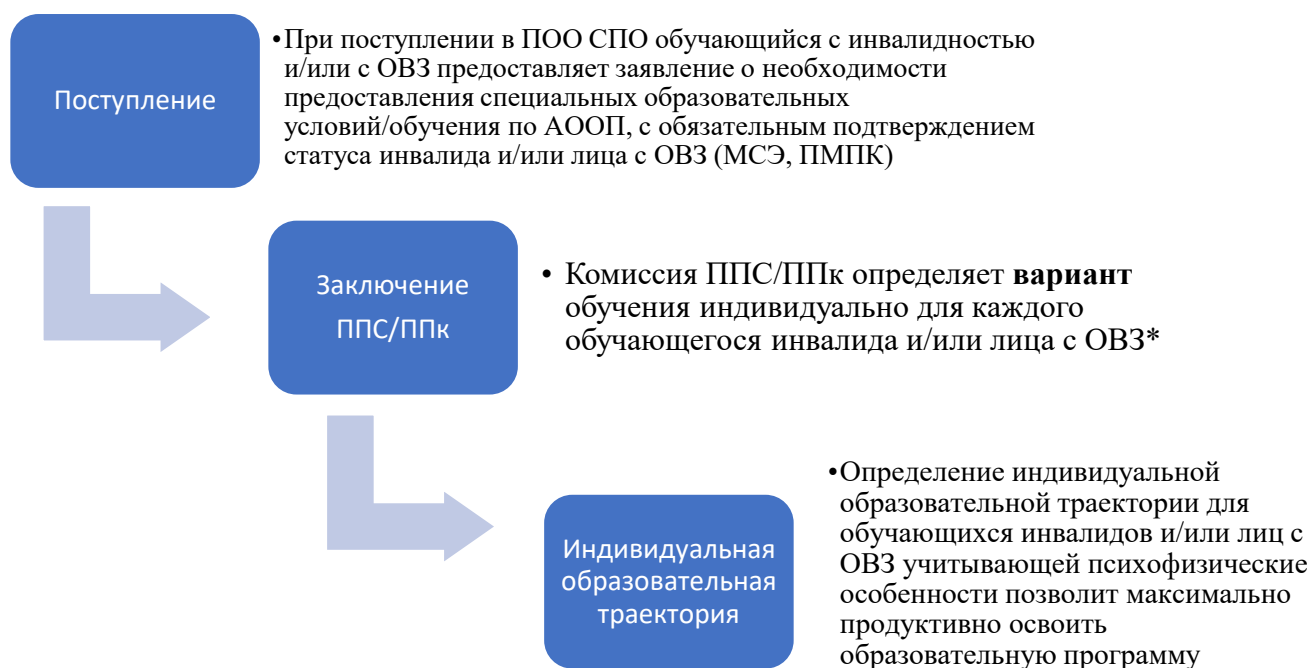 Поступление
•При поступлении в ПОО СПО обучающийся с инвалидностью
и/или с ОВЗ предоставляет заявление о необходимости
предоставления специальных образовательных
условий/обучения по АООП, с обязательным подтверждением
статуса инвалида и/или лица с ОВЗ (МСЭ, ПМПК)
Заключение
ППС/ППк
• Комиссия ППС/ППк определяет вариант
обучения индивидуально для каждого
обучающегося инвалида и/или лица с ОВЗ*
Индивидуальная
образовательная
траектория
•Определение индивидуальной
образовательной траектории для
обучающихся инвалидов и/или лиц с
ОВЗ учитывающей психофизические
особенности позволит максимально
продуктивно освоить
образовательную программу